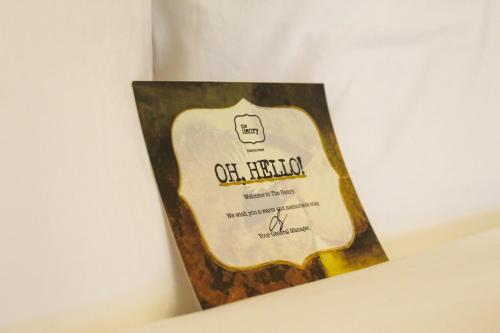 The
Henry
OH, HELLO!
Welcome to The Henry.
We wish you a warm and memorable stay.
Your General Manager,